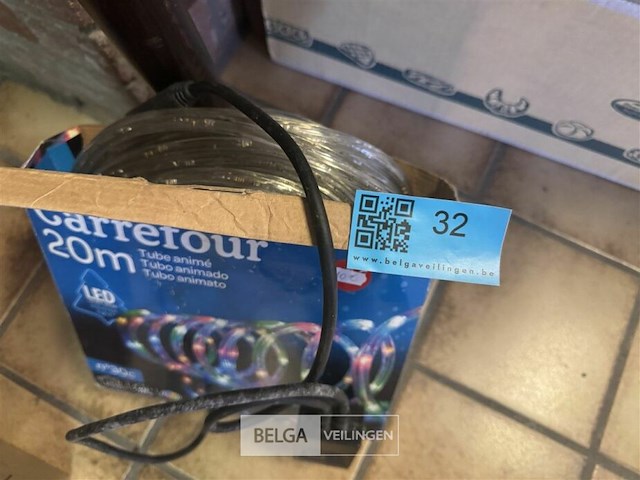 Carrefour
20m
Tube animé
Tubo animado
Tubo animato
LED
32
www.belgaveilingen.be
BELGA VEILINGEN